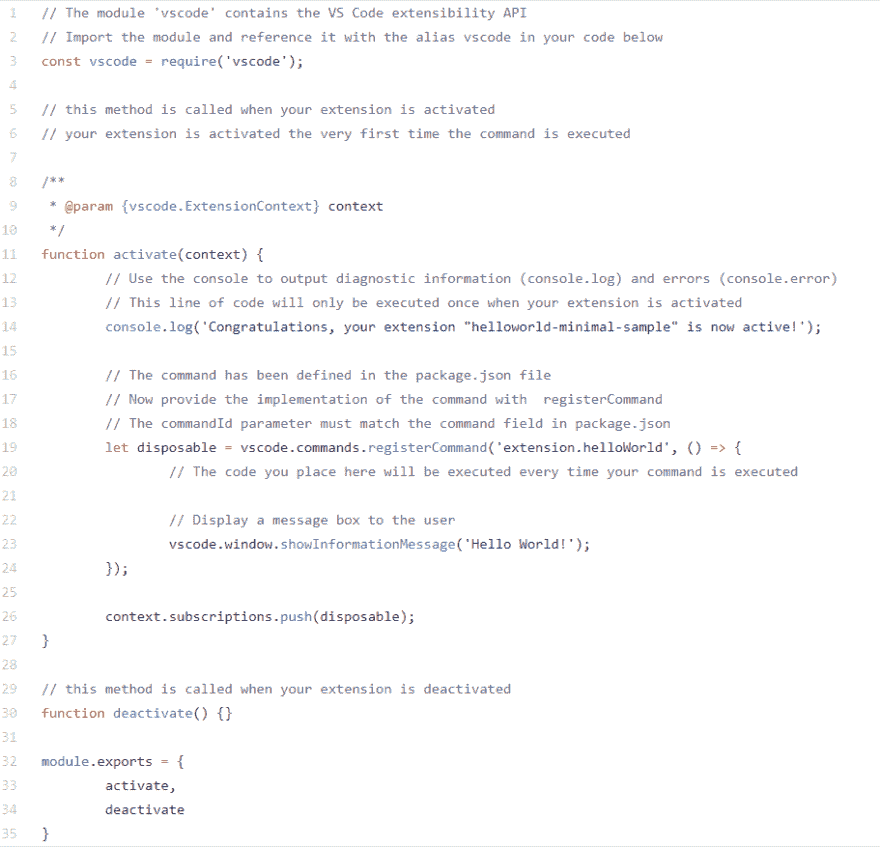 1 // The module 'vscode' contains the VS Code extensibility API
2 // Import the module and reference it with the alias vscode in your code below
3 const vscode = require('vscode');
4
5 // this method is called when your extension is activated
6 // your extension is activated the very first time the command is executed
7
8 /**
9  * @param {vscode.ExtensionContext} context
10  */
11 function activate(context) {
12         // Use the console to output diagnostic information (console.log) and errors (console.error)
13         // This line of code will only be executed once when your extension is activated
14         console.log('Congratulations, your extension "helloworld-minimal-sample" is now active!');
15
16         // The command has been defined in the package.json file
17         // Now provide the implementation of the command with  registerCommand
18         // The commandId parameter must match the command field in package.json
19         let disposable = vscode.commands.registerCommand('extension.helloWorld', () => {
20                 // The code you place here will be executed every time your command is executed
21
22                 // Display a message box to the user
23                 vscode.window.showInformationMessage('Hello World!');
24         });
25
26         context.subscriptions.push(disposable);
27 }
28
29 // this method is called when your extension is deactivated
30 function deactivate() {}
31
32 module.exports = {
33         activate,
34         deactivate
35 }